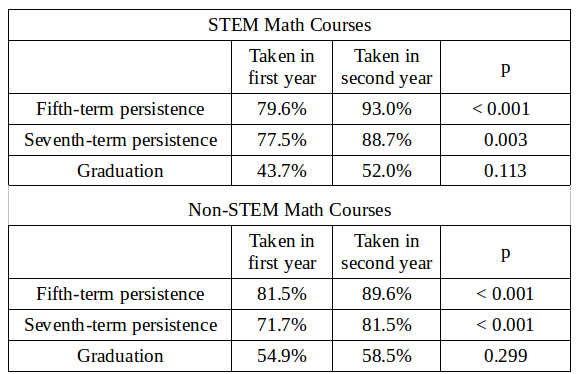 STEM Math Courses
Taken in first year Taken in second year p
Fifth-term persistence 79.6% 93.0% < 0.001
Seventh-term persistence 77.5% 88.7% 0.003
Graduation 43.7% 52.0% 0.113
Non-STEM Math Courses
Taken in first year Taken in second year p
Fifth-term persistence 81.5% 89.6% < 0.001
Seventh-term persistence 71.7% 81.5% < 0.001
Graduation 54.9% 58.5% 0.299